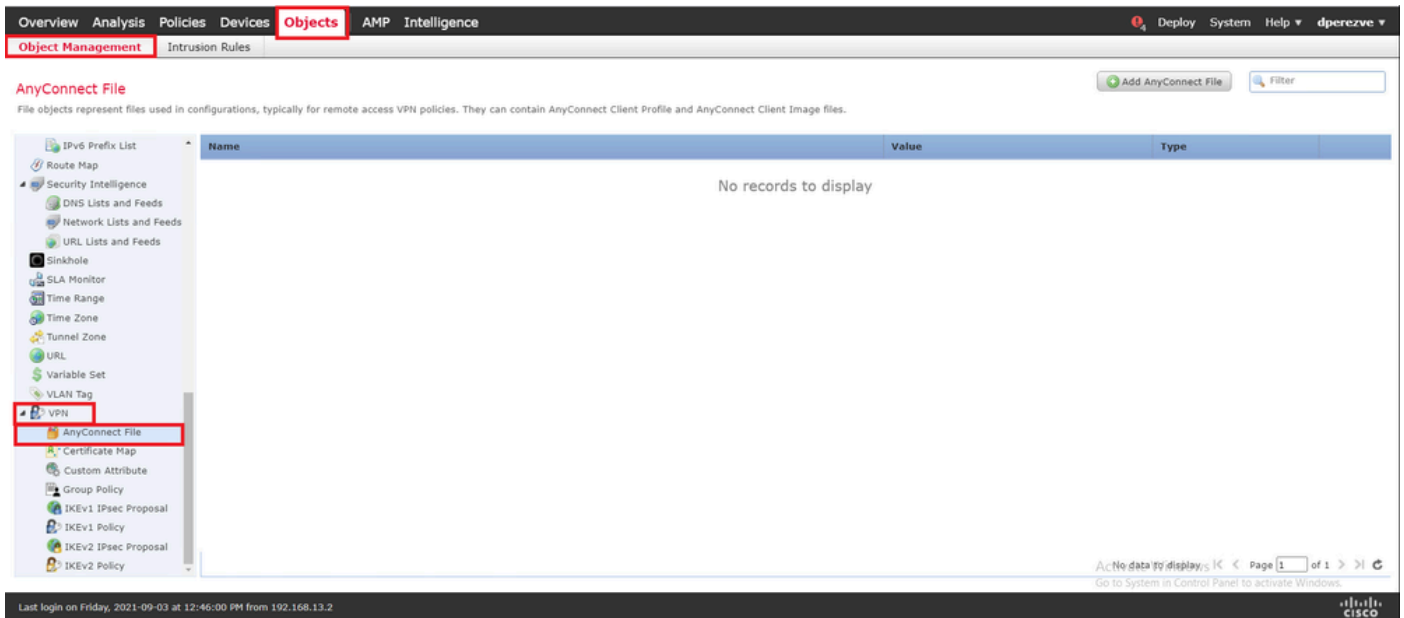 Overview Analysis Policies Devices Objects AMP Intelligence 4 Deploy System Help dperezve
Object Management Intrusion Rules
AnyConnect File
Add AnyConnect File Filter
File objects represent files used in configurations, typically for remote access VPN policies. They can contain AnyConnect Client Profile and AnyConnect Client Image files.
Name Value Type
No records to display
IPv6 Prefix List
Route Map
Security Intelligence
DNS Lists and Feeds
Network Lists and Feeds
URL Lists and Feeds
Sinkhole
SLA Monitor
Time Range
Time Zone
Tunnel Zone
URL
Variable Set
VLAN Tag
VPN
AnyConnect File
Certificate Map
Custom Attribute
Group Policy
IKEv1 IPsec Proposal
IKEv1 Policy
IKEv2 IPsec Proposal
IKEv2 Policy
No data to display Page 1 of 1
Go to System in Control Panel to activate Windows.
Last login on Friday, 2021-09-03 at 12:46:00 PM from 192.168.13.2
CISCO